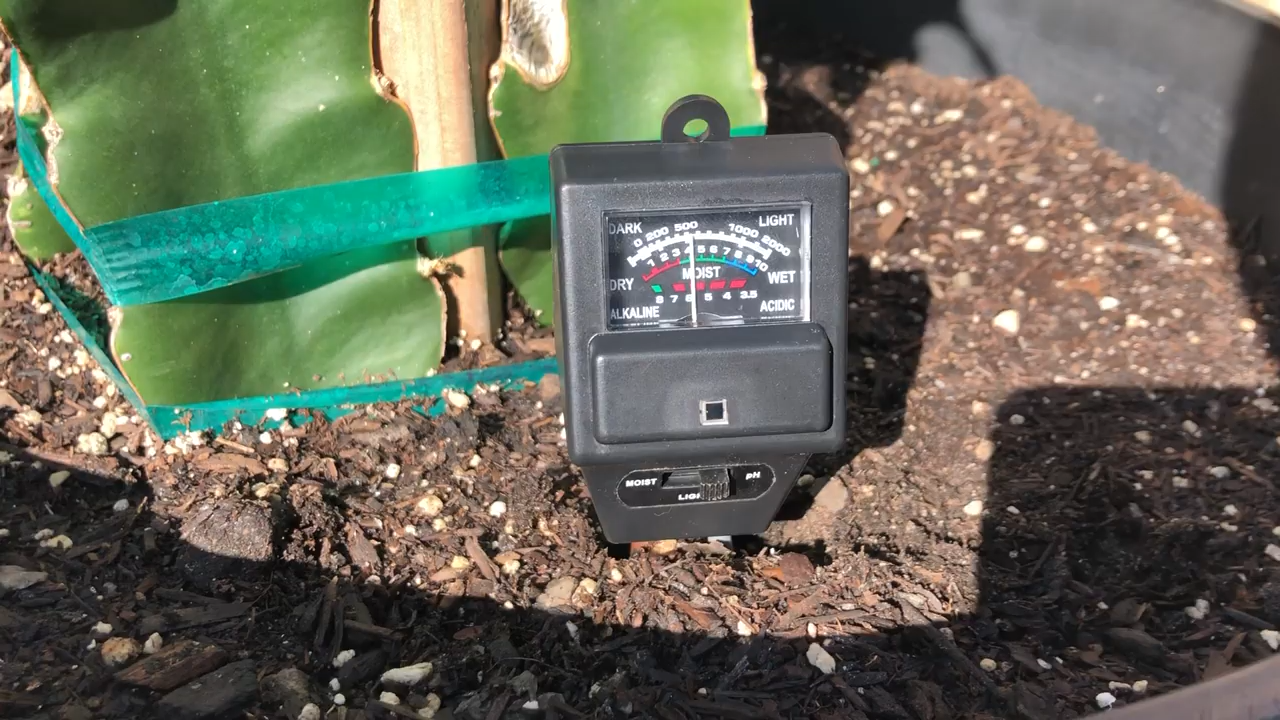 DARK LIGHT
0 200 500 1000 2000
1 2 3 4 5 6 7 8 9 10
DRY MOIST WET
8 7 6 5 4 3.5
ALKALINE ACIDIC
MOIST pH
LIG